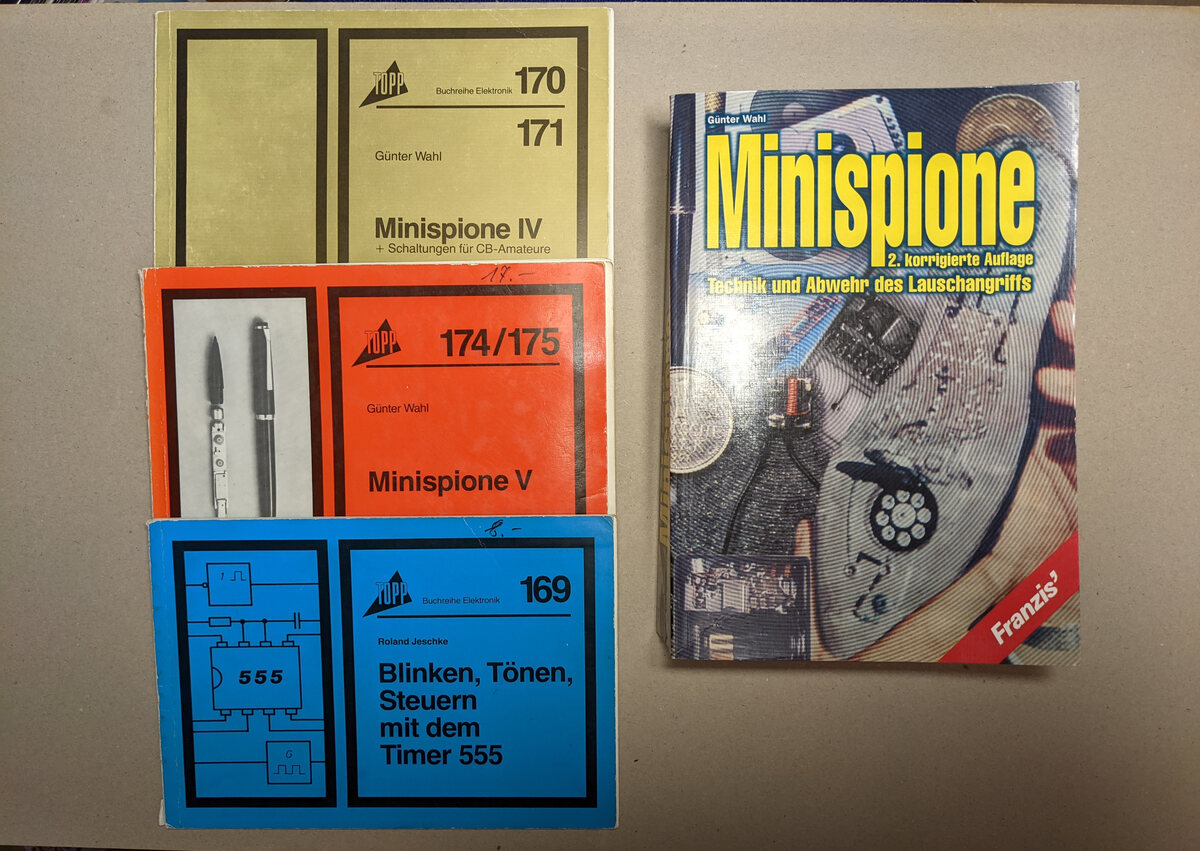 TOPP
Buchreihe Elektronik 170
171
Günter Wahl
Minispione IV
+ Schaltungen für CB-Amateure
17.-
TOPP
174/175
Günter Wahl
Minispione V
8.-
TOPP
Buchreihe Elektronik 169
Roland Jeschke
Blinken, Tönen,
Steuern
mit dem
Timer 555
1
555
6
Günter Wahl
Minispione
2. korrigierte Auflage
Technik und Abwehr des Lauschangriffs
Franzis’